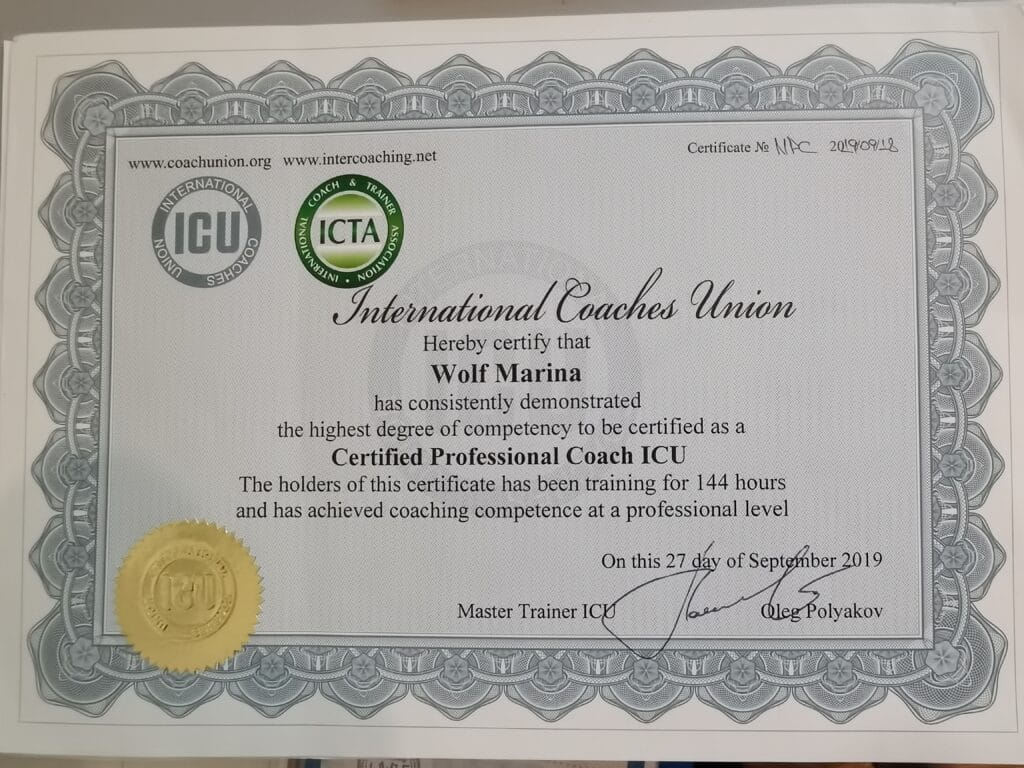 www.coachunion.org www.intercoaching.net
Certificate № NPC 2019/09/18
INTERNATIONAL COACHES UNION
ICU
INTERNATIONAL COACH & TRAINER ASSOCIATION
ICTA
International Coaches Union
Hereby certify that
Wolf Marina
has consistently demonstrated
the highest degree of competency to be certified as a
Certified Professional Coach ICU
The holders of this certificate has been training for 144 hours
and has achieved coaching competence at a professional level
On this 27 day of September 2019
Master Trainer ICU Oleg Polyakov
ICU